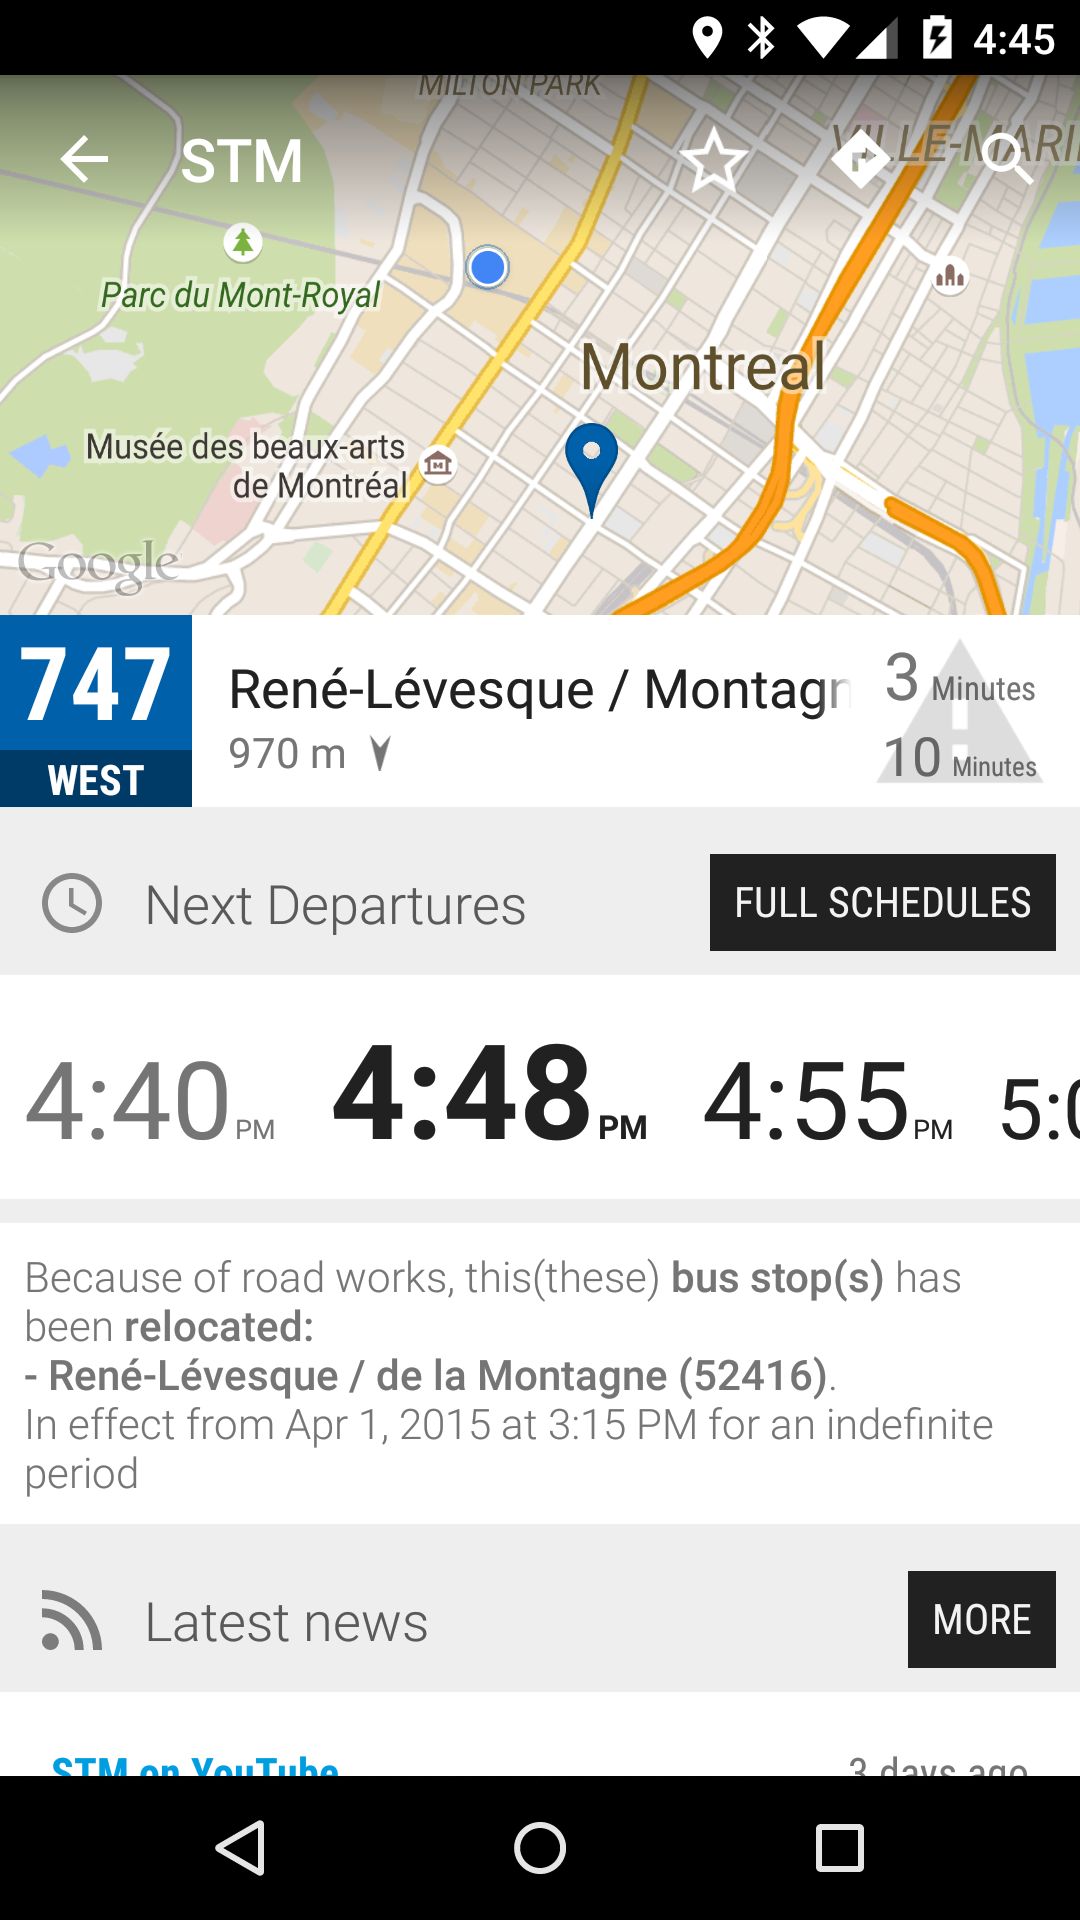 4:45
MILTON PARK
VILLE-MARI
STM
Parc du Mont-Royal
Montreal
Musée des beaux-arts
de Montréal
Google
747
WEST
René-Lévesque / Montagn
970 m
3 Minutes
10 Minutes
Next Departures
FULL SCHEDULES
4:40 PM
4:48 PM
4:55 PM
5:0
Because of road works, this(these) bus stop(s) has
been relocated:
- René-Lévesque / de la Montagne (52416).
In effect from Apr 1, 2015 at 3:15 PM for an indefinite
period
Latest news
MORE
STM on YouTube
3 days ago